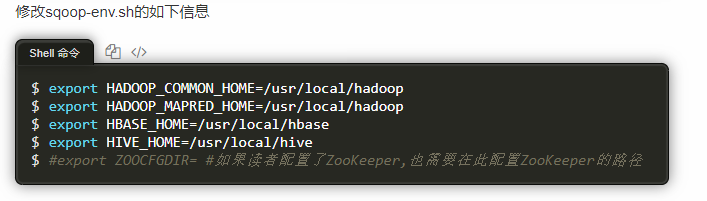 修改sqoop-env.sh的如下信息
Shell 命令
$ export HADOOP_COMMON_HOME=/usr/local/hadoop
$ export HADOOP_MAPRED_HOME=/usr/local/hadoop
$ export HBASE_HOME=/usr/local/hbase
$ export HIVE_HOME=/usr/local/hive
$ #export ZOOCFGDIR= #如果读者配置了ZooKeeper,也需要在此配置ZooKeeper的路径